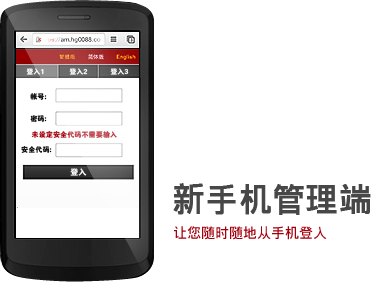 am.hg0088.co
繁體版 简体版 English
登入1 登入2 登入3
帐号:
密码:
未设定安全代码不需要输入
安全代码:
登入
新手机管理端
让您随时随地从手机登入